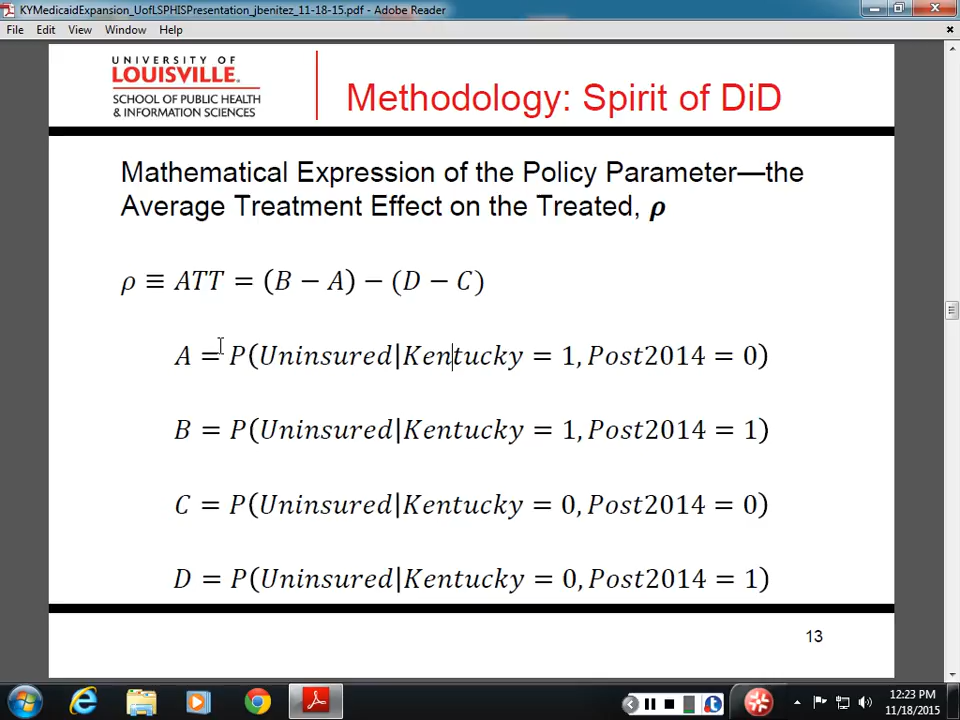 KYMedicaidExpansion_UofLSPHISPresentation_jbenitez_11-18-15.pdf - Adobe Reader
File Edit View Window Help
UNIVERSITY OF
LOUISVILLE.
SCHOOL OF PUBLIC HEALTH
& INFORMATION SCIENCES
Methodology: Spirit of DiD
Mathematical Expression of the Policy Parameter—the
Average Treatment Effect on the Treated, ρ
ρ ≡ ATT = (B − A) − (D − C)
A = P(Uninsured|Kentucky = 1, Post2014 = 0)
B = P(Uninsured|Kentucky = 1, Post2014 = 1)
C = P(Uninsured|Kentucky = 0, Post2014 = 0)
D = P(Uninsured|Kentucky = 0, Post2014 = 1)
13
12:23 PM
11/18/2015